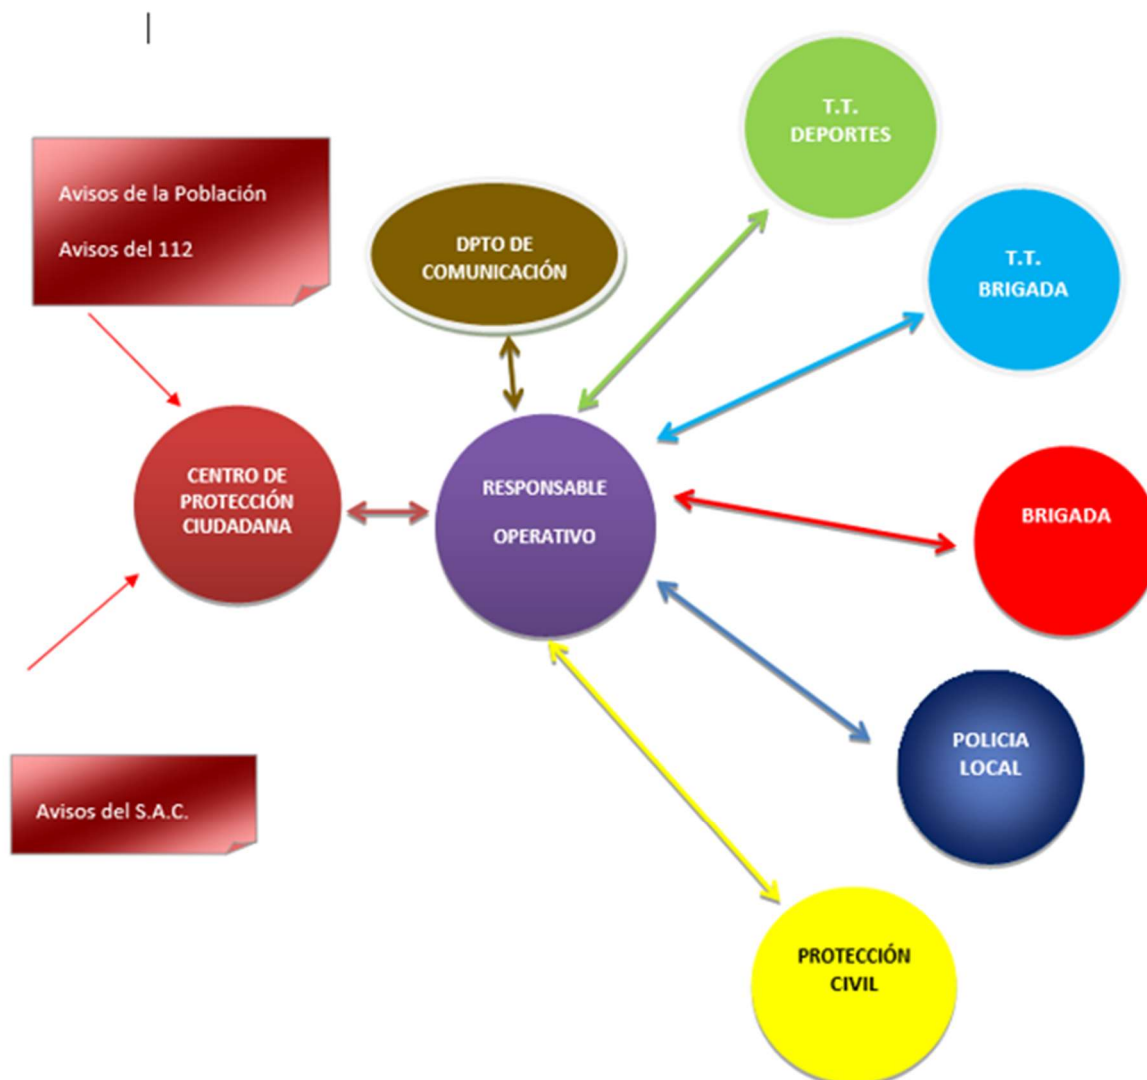 T.T.
DEPORTES
Avisos de la Población
Avisos del 112
DPTO DE
COMUNICACIÓN
T.T.
BRIGADA
CENTRO DE
PROTECCIÓN
CIUDADANA
RESPONSABLE
OPERATIVO
BRIGADA
POLICIA
LOCAL
Avisos del S.A.C.
PROTECCIÓN
CIVIL